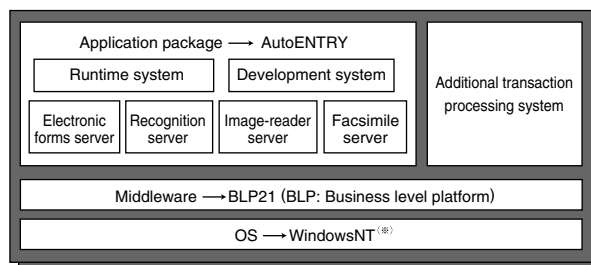 Application package → AutoENTRY
Runtime system
Development system
Electronic
forms server
Recognition
server
Image-reader
server
Facsimile
server
Additional transaction
processing system
Middleware → BLP21 (BLP: Business level platform)
OS → WindowsNT（※）